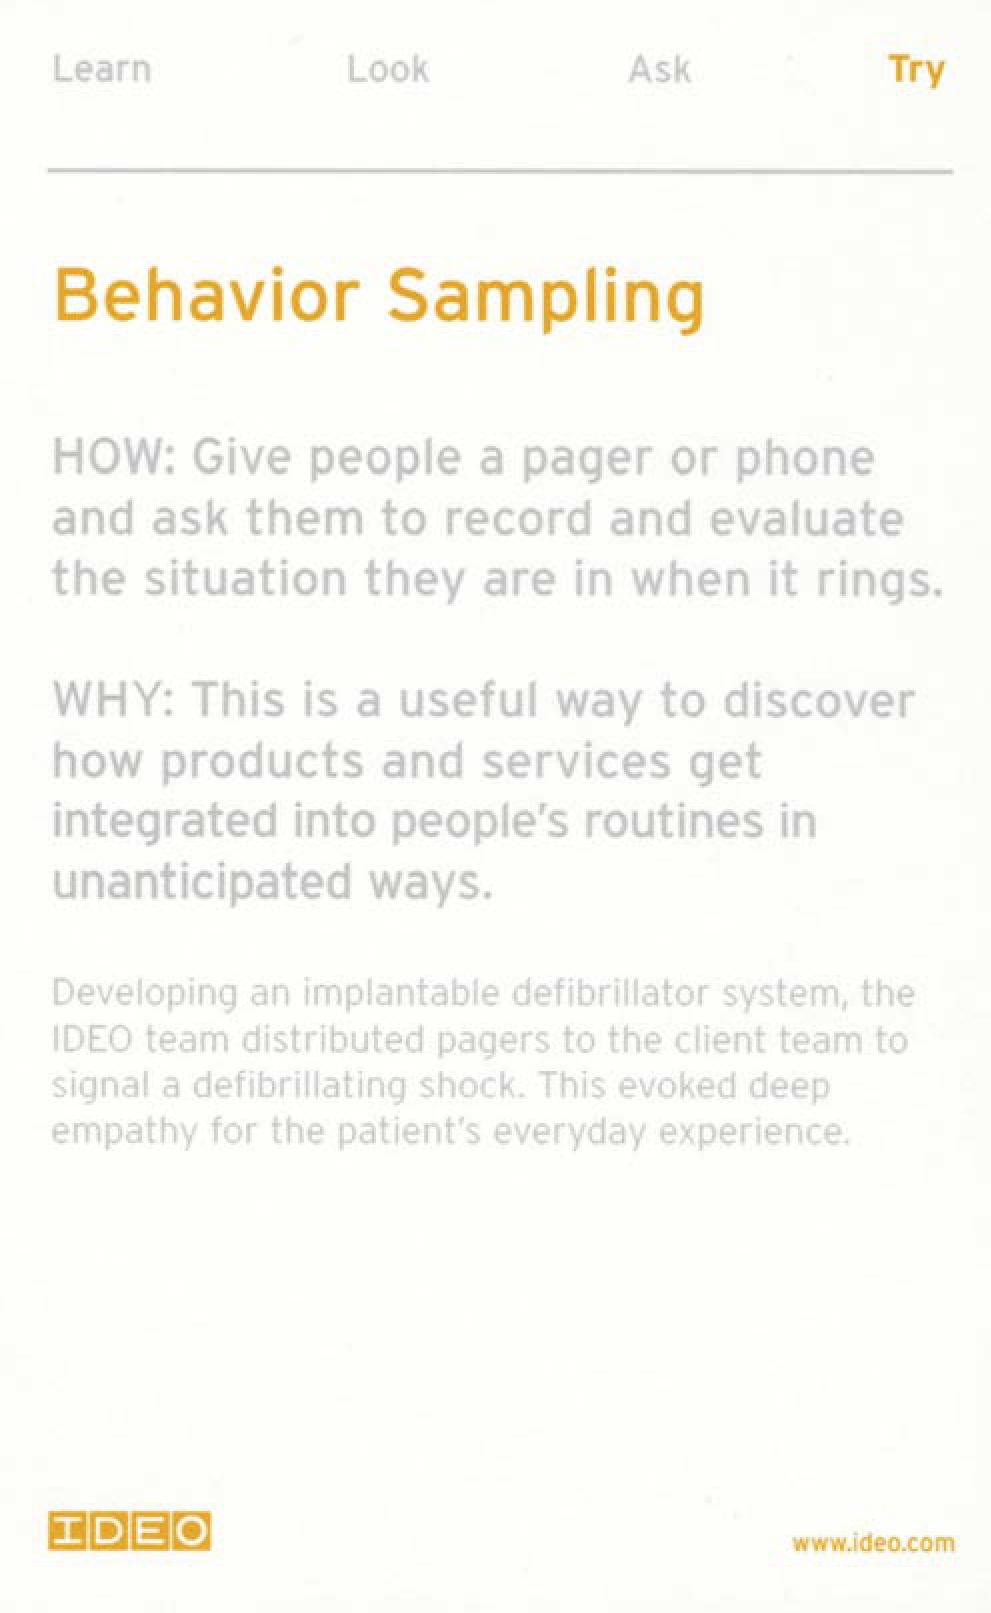 Learn Look Ask Try
Behavior Sampling
HOW: Give people a pager or phone
and ask them to record and evaluate
the situation they are in when it rings.
WHY: This is a useful way to discover
how products and services get
integrated into people's routines in
unanticipated ways.
Developing an implantable defibrillator system, the
IDEO team distributed pagers to the client team to
signal a defibrillating shock. This evoked deep
empathy for the patient's everyday experience.
IDEO
www.ideo.com